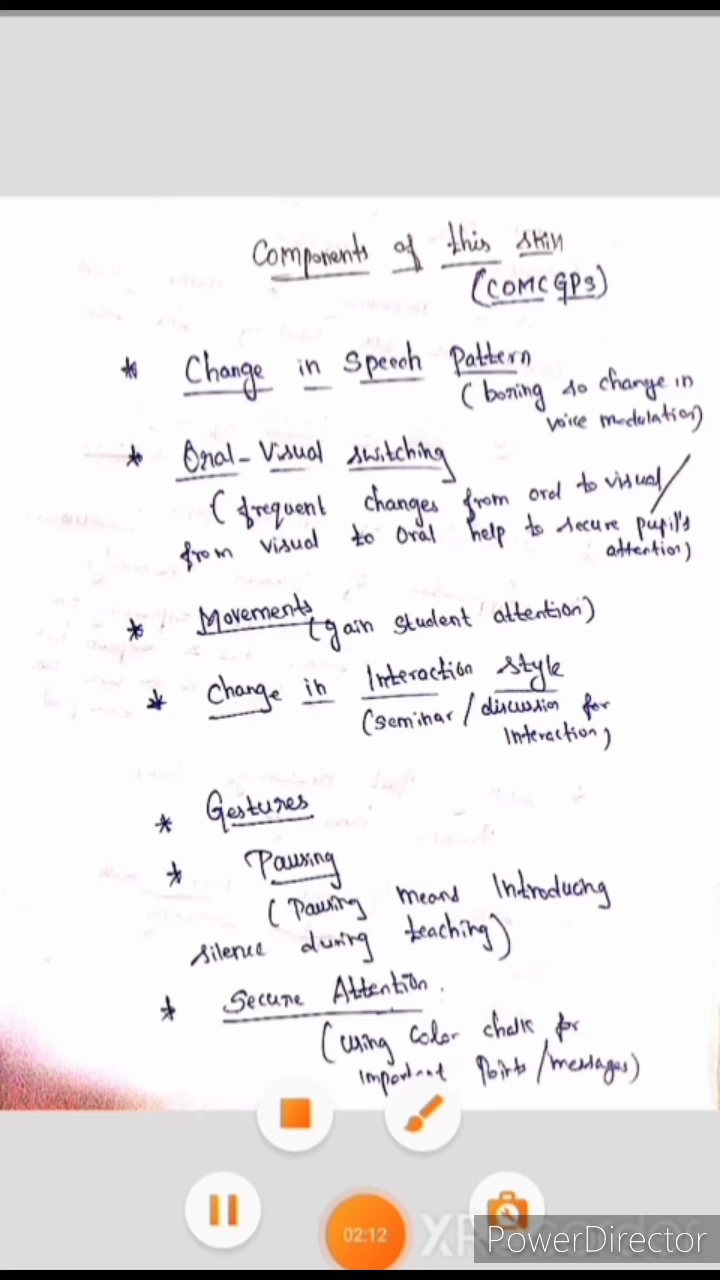 Components of this skill
(COMCGPS)
* Change in Speech Pattern
(boring so change in
voice modulation)
* Oral-Visual switching
(frequent changes from oral to visual/
from visual to oral help to secure pupil's
attention)
* Movements (gain student attention)
* Change in Interaction style
(seminar/discussion for
Interaction)
* Gestures
* Pausing
(Pausing means Introducing
silence during teaching)
* Secure Attention.
(using color chalk for
important points/messages)
02:12
PowerDirector